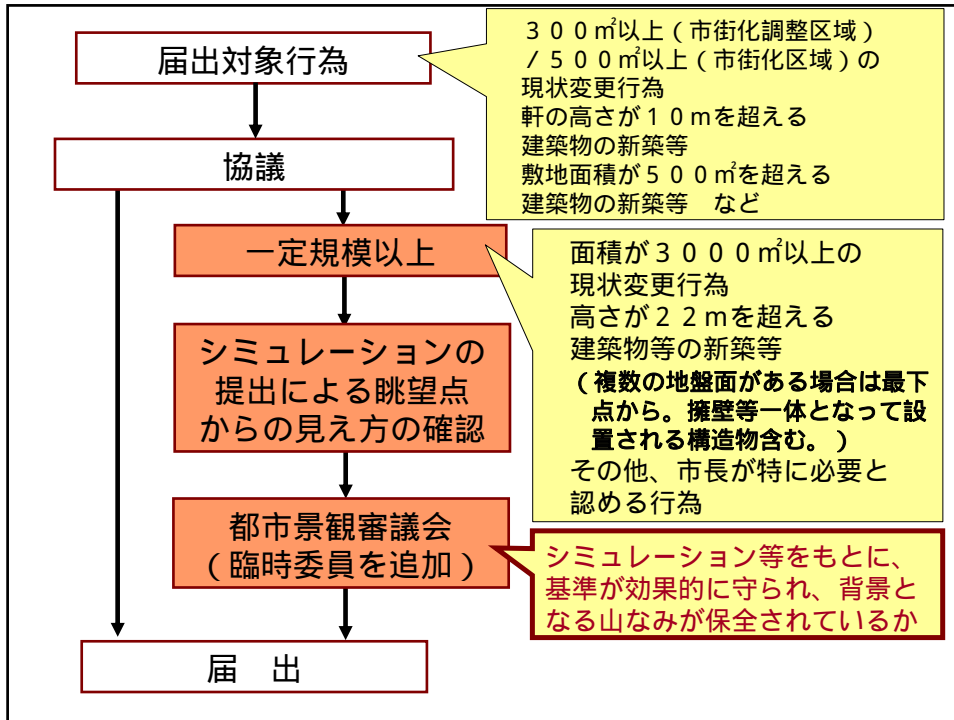 届出対象行為
３００㎡以上（市街化調整区域）
／５００㎡以上（市街化区域）の
現状変更行為
軒の高さが１０ｍを超える
建築物の新築等
敷地面積が５００㎡を超える
建築物の新築等　など
協議
一定規模以上
面積が３０００㎡以上の
現状変更行為
高さが２２ｍを超える
建築物等の新築等
（複数の地盤面がある場合は最下
点から。擁壁等一体となって設
置される構造物含む。）
その他、市長が特に必要と
認める行為
シミュレーションの
提出による眺望点
からの見え方の確認
都市景観審議会
（臨時委員を追加）
シミュレーション等をもとに、
基準が効果的に守られ、背景と
なる山なみが保全されているか
届　出